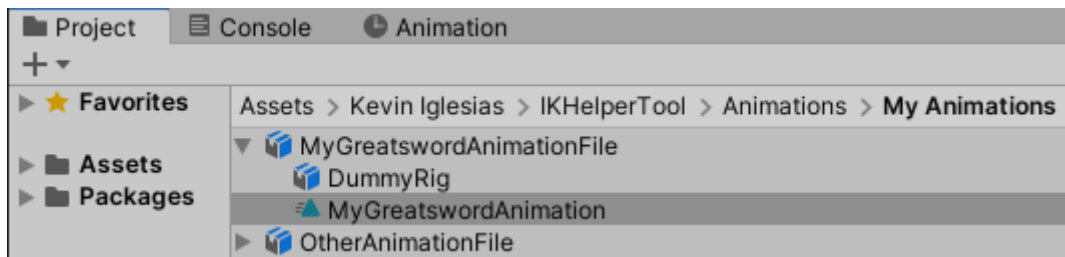 Project Console Animation
+
Favorites
Assets
Packages
Assets > Kevin Iglesias > IKHelperTool > Animations > My Animations
MyGreatswordAnimationFile
DummyRig
MyGreatswordAnimation
OtherAnimationFile